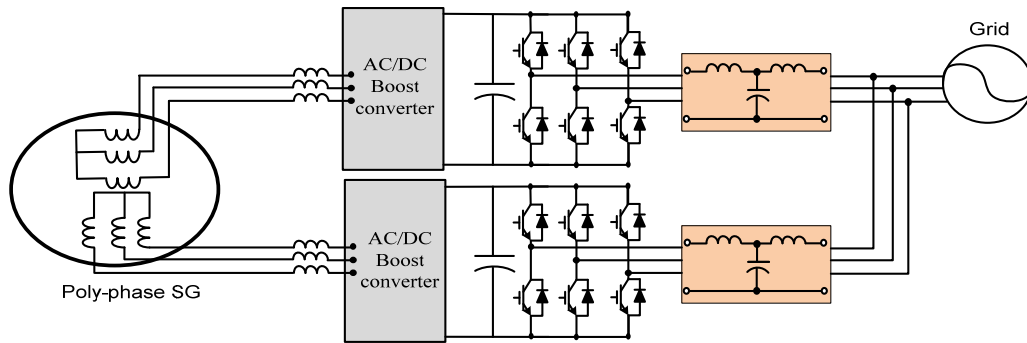 Grid
AC/DC
Boost
converter
AC/DC
Boost
converter
Poly-phase SG